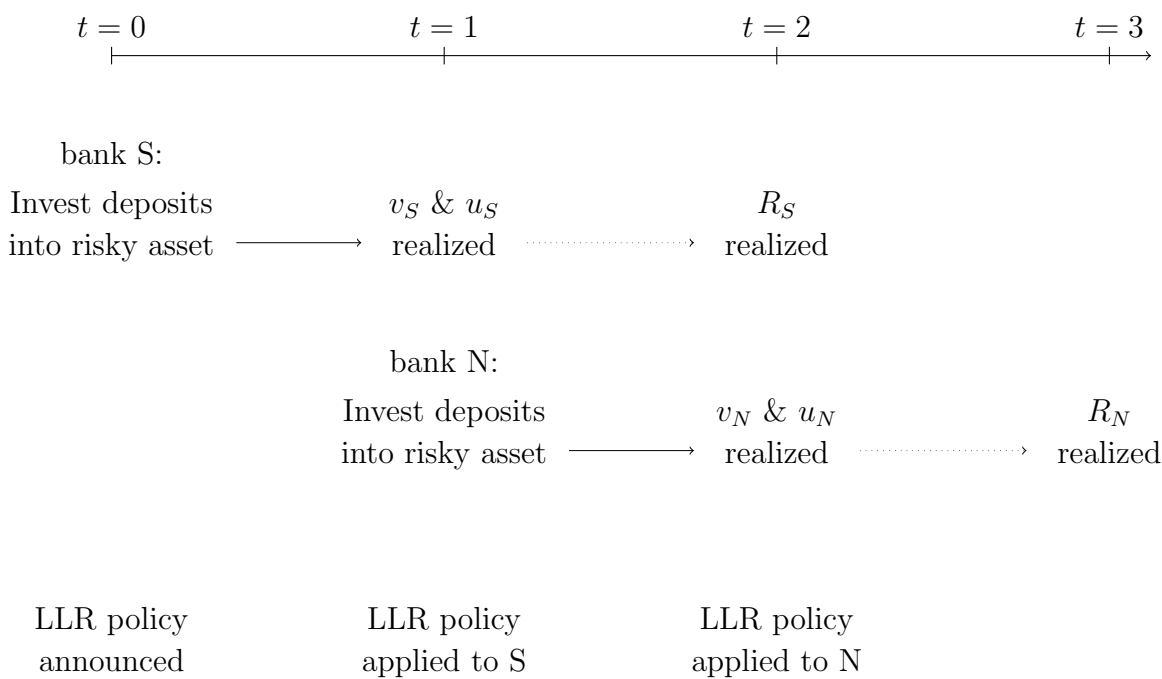 t = 0 t = 1 t = 2 t = 3
bank S:
Invest deposits v_S & u_S R_S
into risky asset realized realized
bank N:
Invest deposits v_N & u_N R_N
into risky asset realized realized
LLR policy LLR policy LLR policy
announced applied to S applied to N